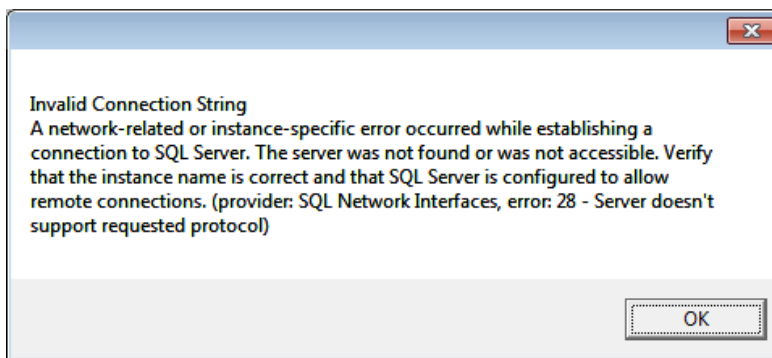 Invalid Connection String
A network-related or instance-specific error occurred while establishing a
connection to SQL Server. The server was not found or was not accessible. Verify
that the instance name is correct and that SQL Server is configured to allow
remote connections. (provider: SQL Network Interfaces, error: 28 - Server doesn't
support requested protocol)
OK